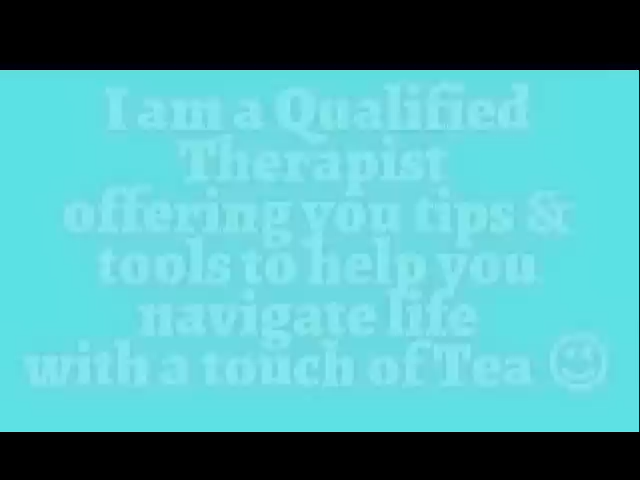 I am a Qualified
Therapist
offering you tips &
tools to help you
navigate life
with a touch of Tea 😉